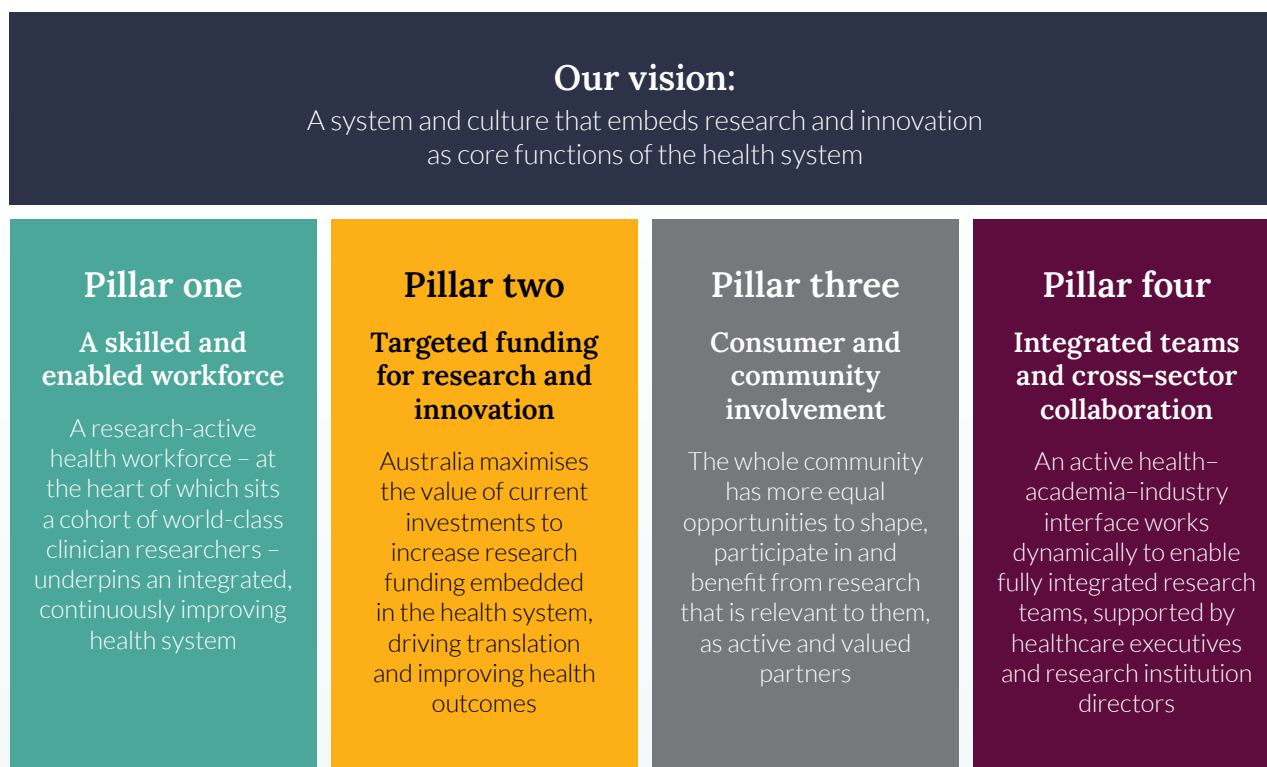 Our vision:
A system and culture that embeds research and innovation
as core functions of the health system
Pillar one
A skilled and
enabled workforce
A research-active
health workforce – at
the heart of which sits
a cohort of world-class
clinician researchers –
underpins an integrated,
continuously improving
health system
Pillar two
Targeted funding
for research and
innovation
Australia maximises
the value of current
investments to
increase research
funding embedded
in the health system,
driving translation
and improving health
outcomes
Pillar three
Consumer and
community
involvement
The whole community
has more equal
opportunities to shape,
participate in and
benefit from research
that is relevant to them,
as active and valued
partners
Pillar four
Integrated teams
and cross-sector
collaboration
An active health–
academia–industry
interface works
dynamically to enable
fully integrated research
teams, supported by
healthcare executives
and research institution
directors